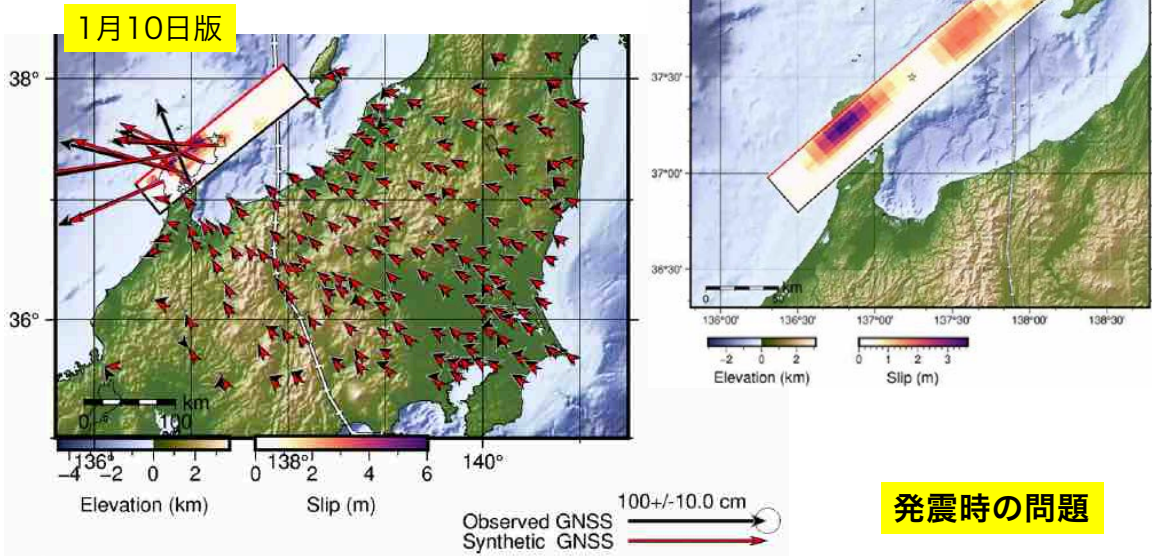 1月10日版
38°
36°
km
100
136°
138°
140°
−4 −2 0 2
Elevation (km)
0 2 4 6
Slip (m)
100+/-10.0 cm
Observed GNSS
Synthetic GNSS
37°30'
37°00'
36°30'
km
0
136°00' 136°30' 137°00' 137°30' 138°00' 138°30'
−2 0 2
Elevation (km)
0 1 2 3
Slip (m)
発震時の問題